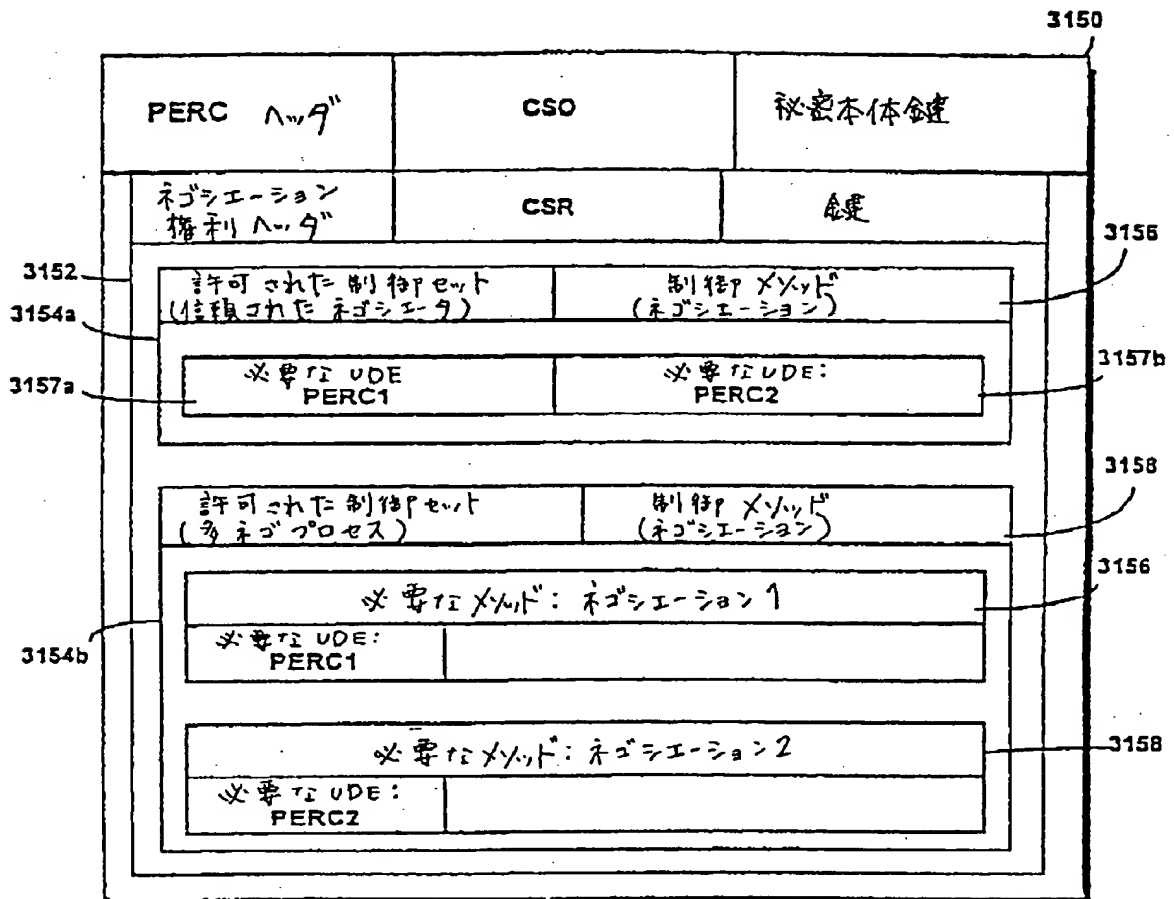 3150
PERC ヘッダ
CSO
秘密本体鍵
ネゴシエーション
権利ヘッダ
CSR
鍵
3152
3156
許可された制御セット
(信頼されたネゴシエータ)
制御メソッド
(ネゴシエーション)
3154a
3157a
必要なUDE
PERC1
必要なUDE:
PERC2
3157b
3158
許可された制御セット
(多ネゴプロセス)
制御メソッド
(ネゴシエーション)
3156
必要なメソッド: ネゴシエーション1
必要なUDE:
PERC1
3154b
必要なメソッド: ネゴシエーション2
3158
必要なUDE:
PERC2